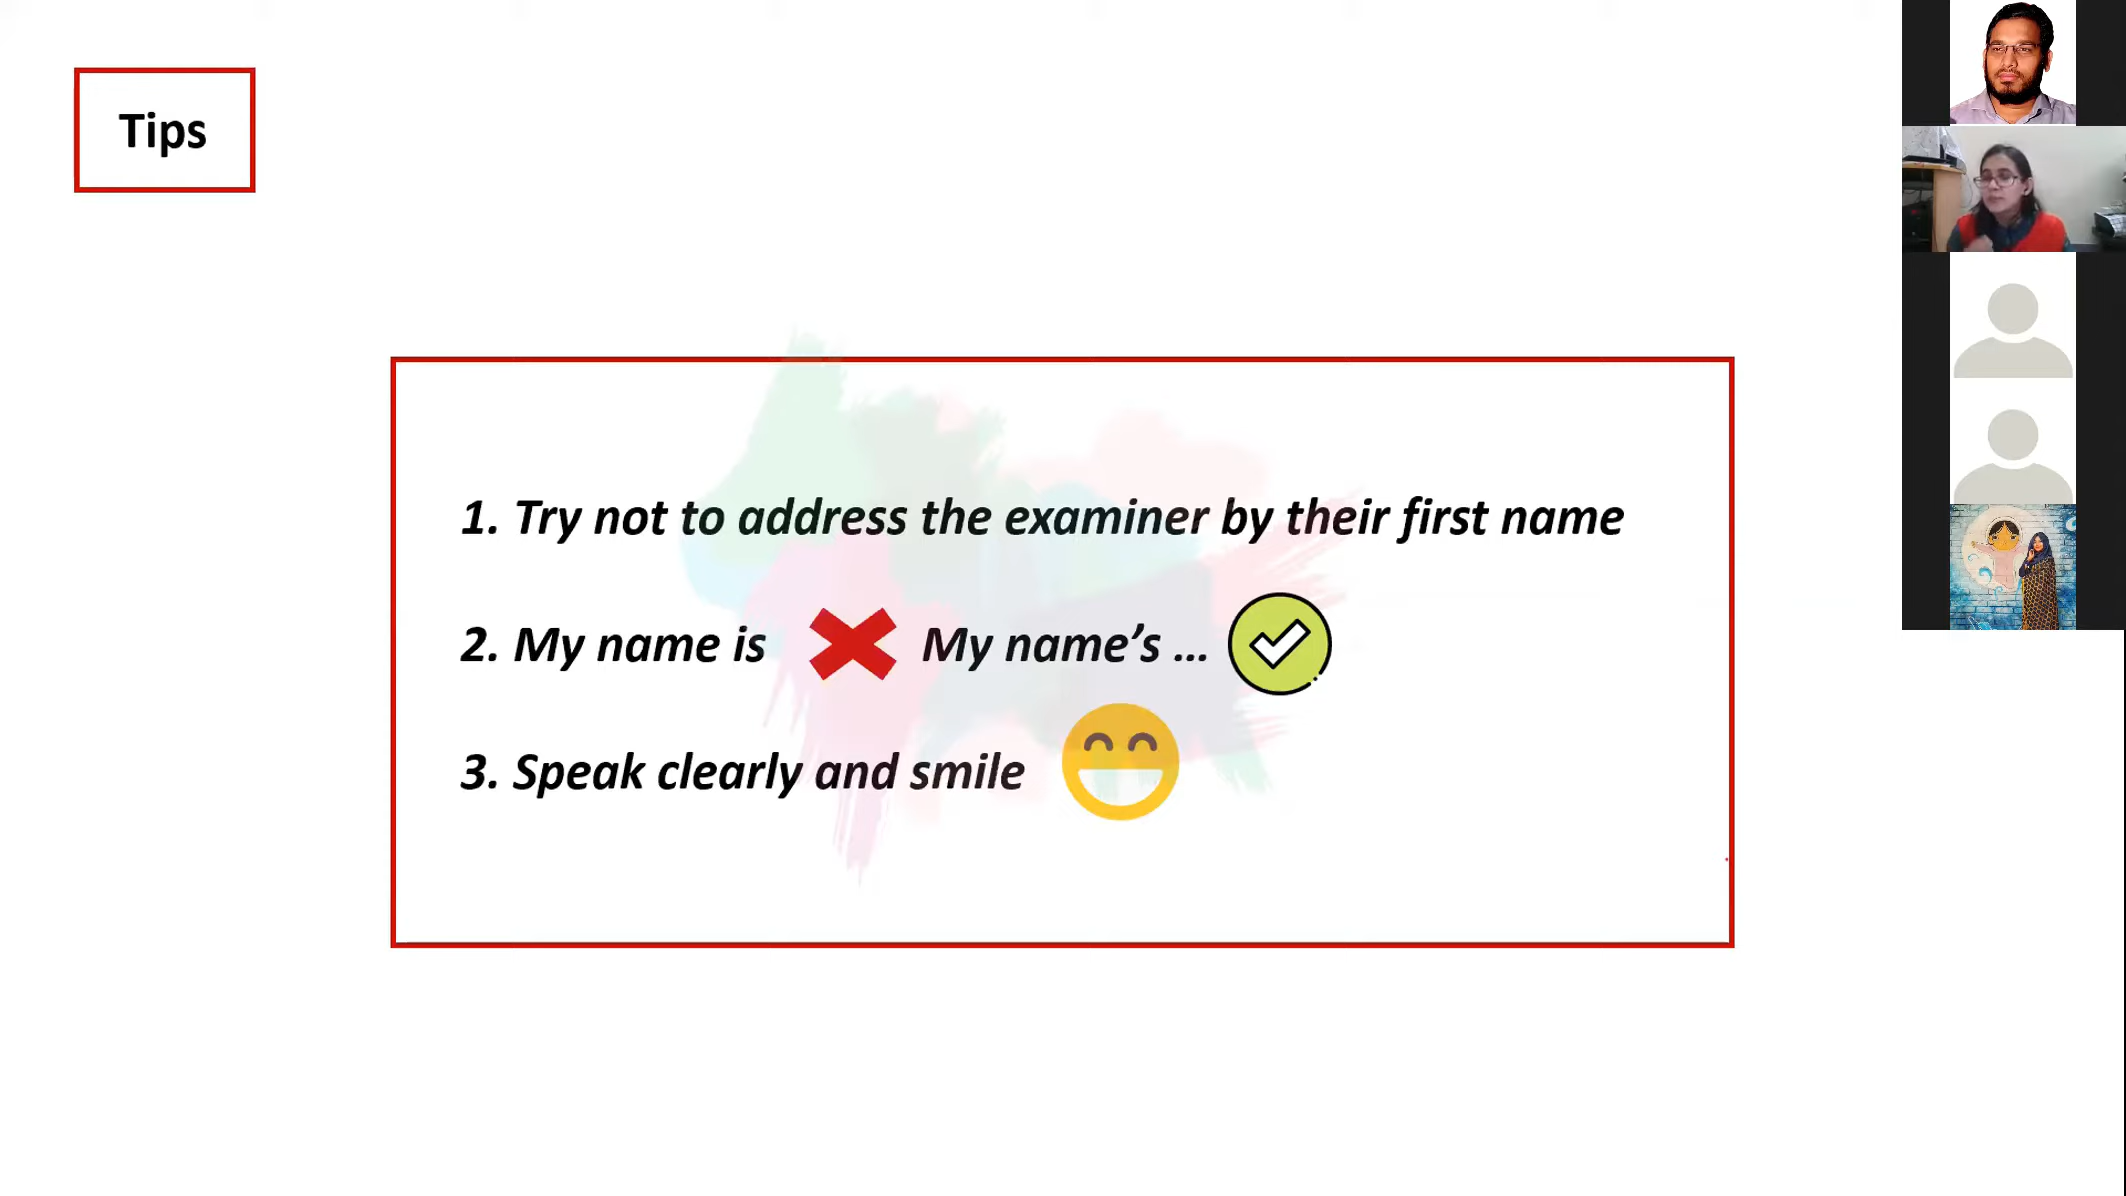 Tips
1. Try not to address the examiner by their first name
2. My name is My name’s ...
3. Speak clearly and smile